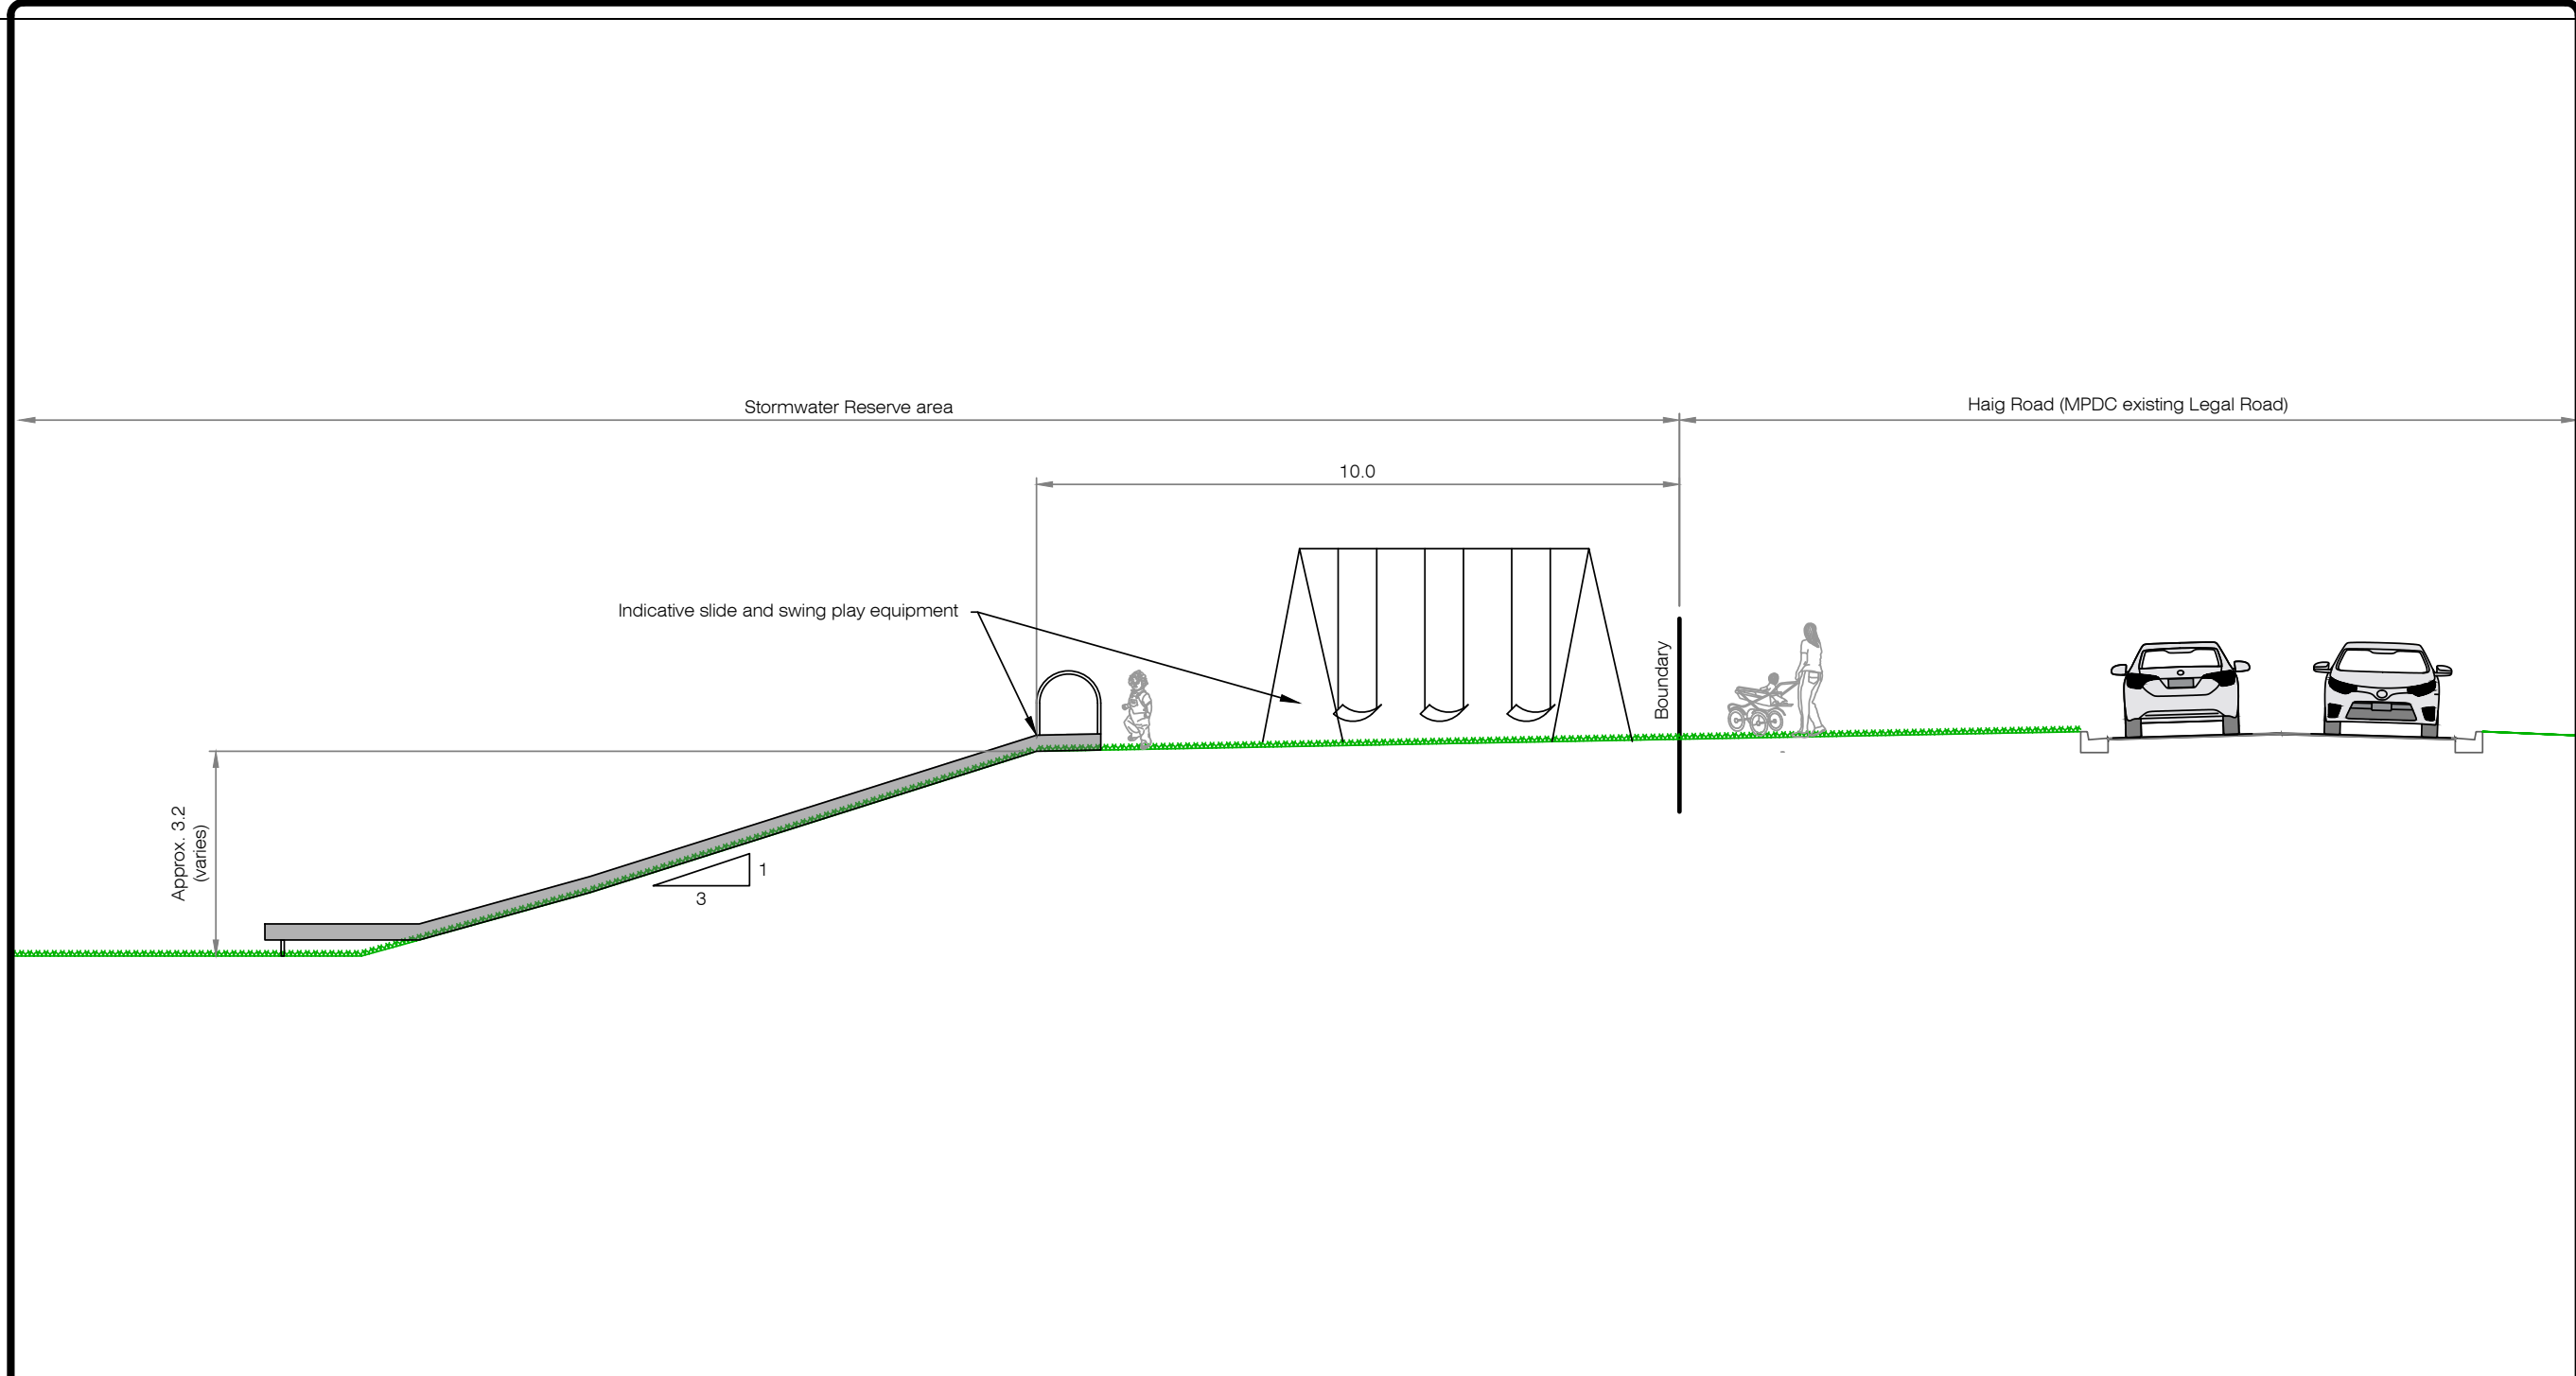 Stormwater Reserve area
Haig Road (MPDC existing Legal Road)
10.0
Indicative slide and swing play equipment
Boundary
Approx. 3.2
(varies)
1
3